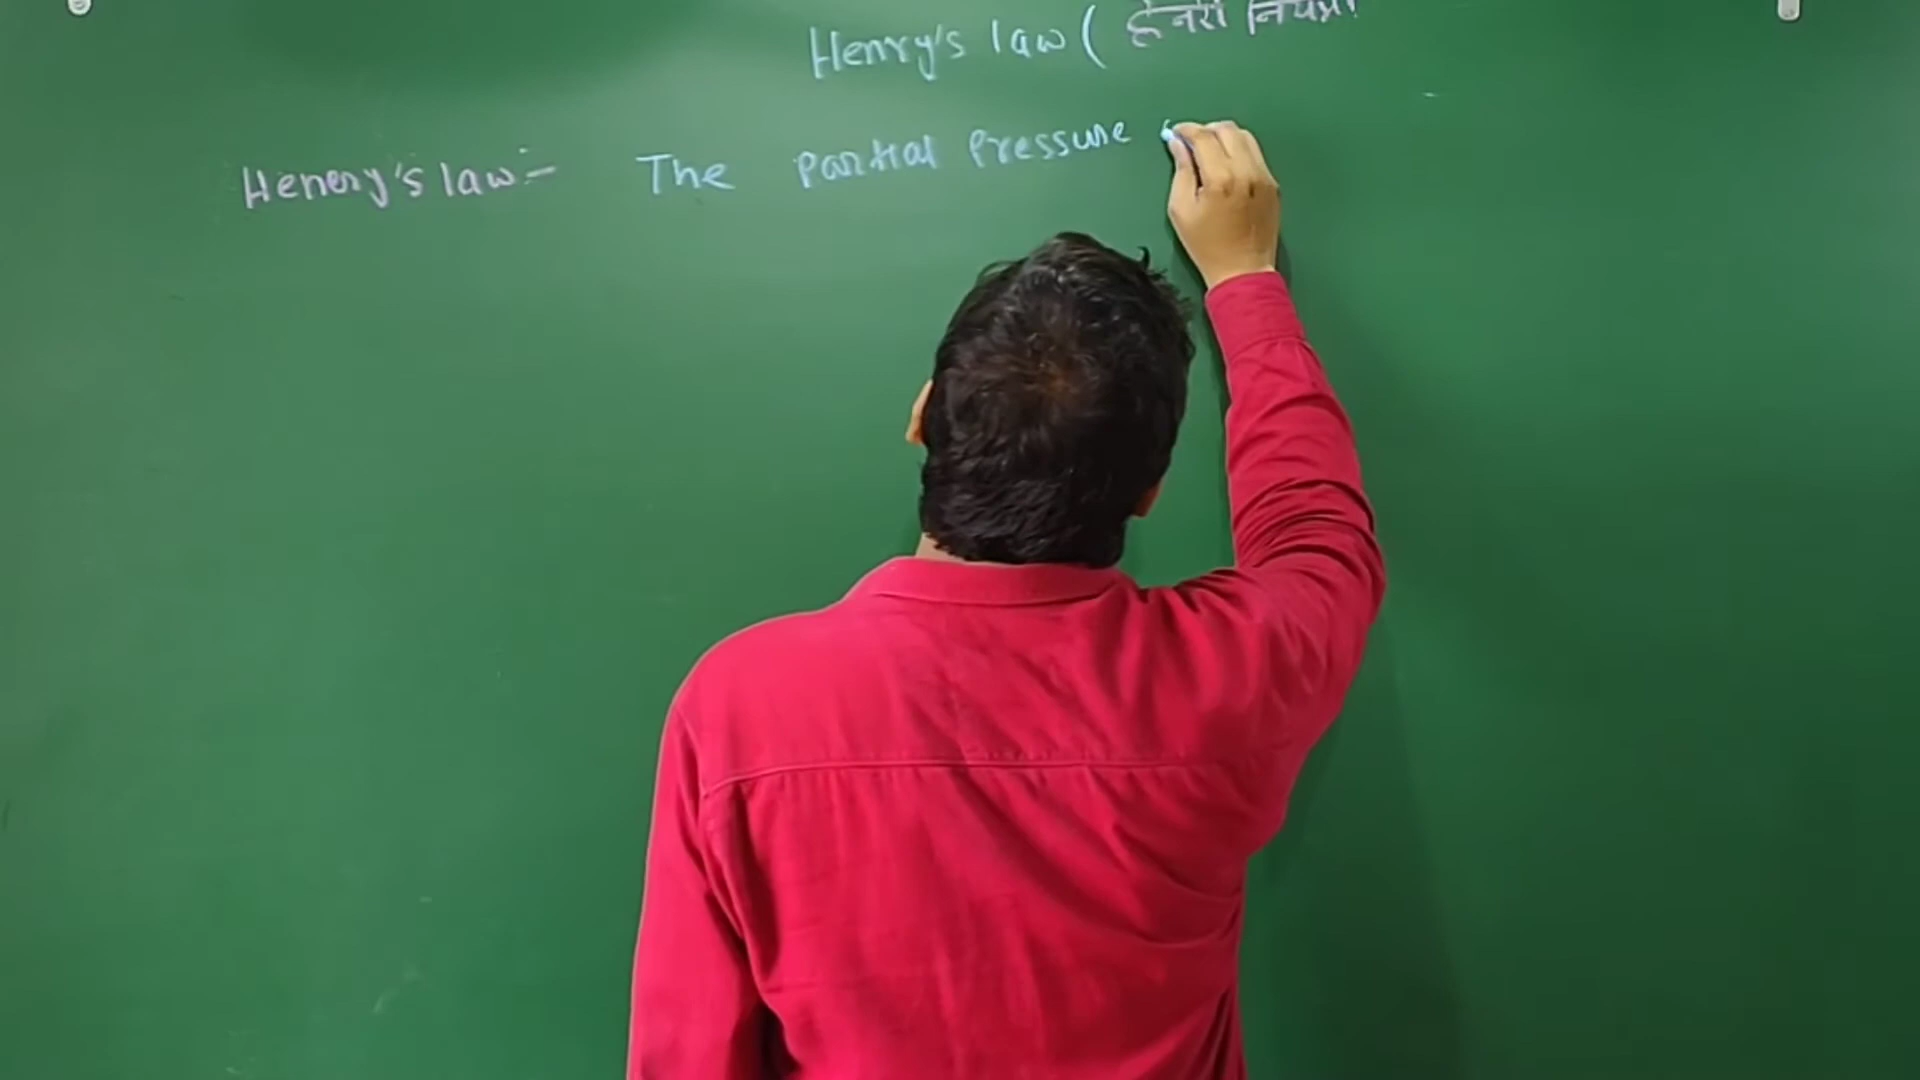 Henry's law ( हेनरी नियम)
Henery's law:- The Partial Pressure